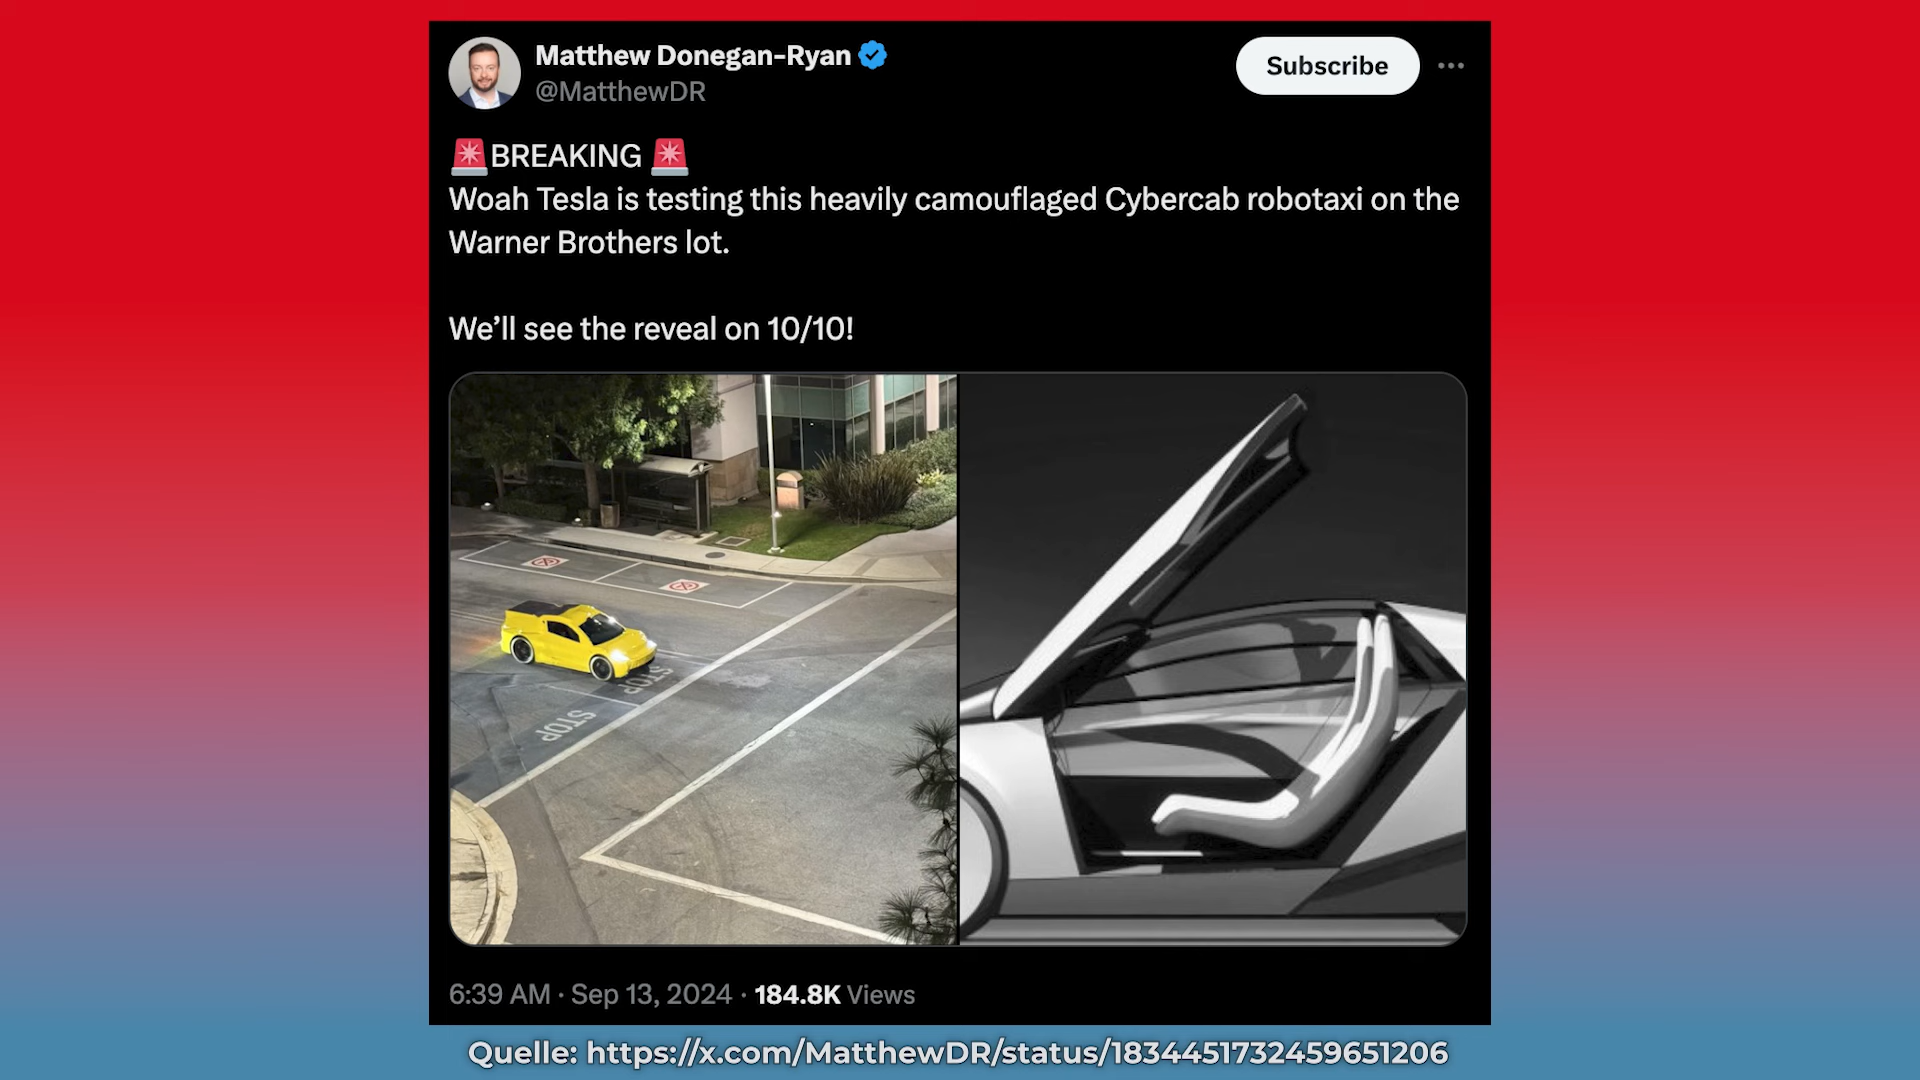 Matthew Donegan-Ryan
@MatthewDR
Subscribe
🚨BREAKING 🚨
Woah Tesla is testing this heavily camouflaged Cybercab robotaxi on the
Warner Brothers lot.
We’ll see the reveal on 10/10!
STOP
STOP
6:39 AM · Sep 13, 2024 · 184.8K Views
Quelle: https://x.com/MatthewDR/status/1834451732459651206